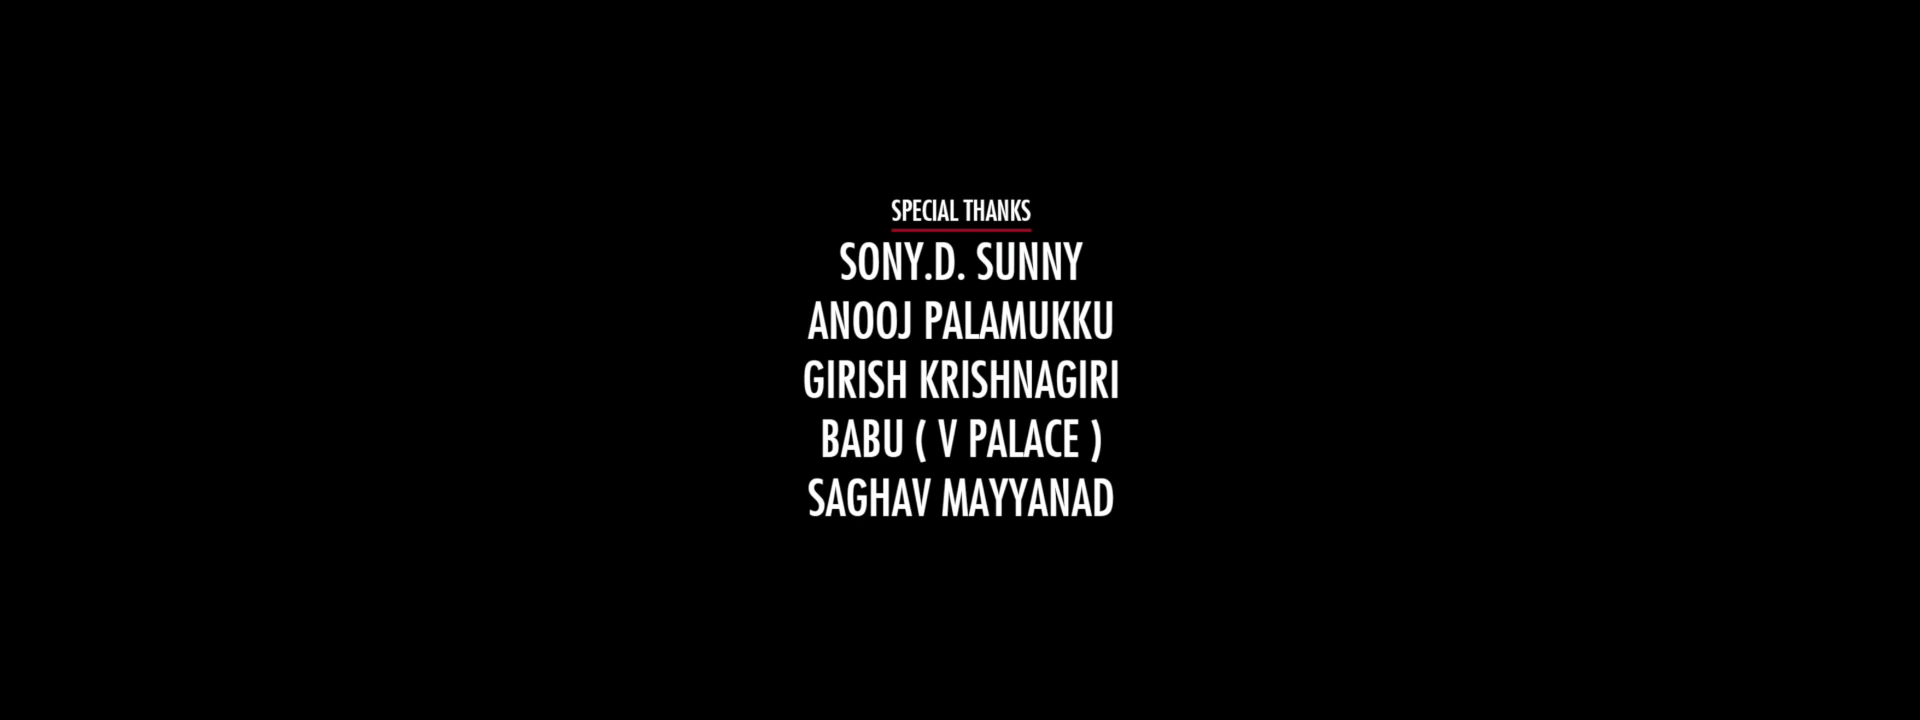 SPECIAL THANKS
SONY.D. SUNNY
ANOOJ PALAMUKKU
GIRISH KRISHNAGIRI
BABU ( V PALACE )
SAGHAV MAYYANAD